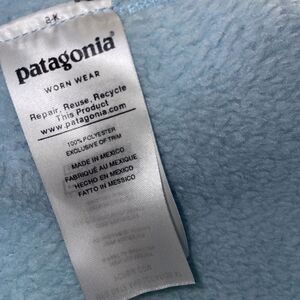 patagonia®
WORN WEAR
Repair, Reuse, Recycle
This Product
www.patagonia.com
100% POLYESTER
EXCLUSIVE OF TRIM
MADE IN MEXICO
FABRIQUÉ AU MEXIQUE
HECHO EN MÉXICO
FATTO IN MESSICO